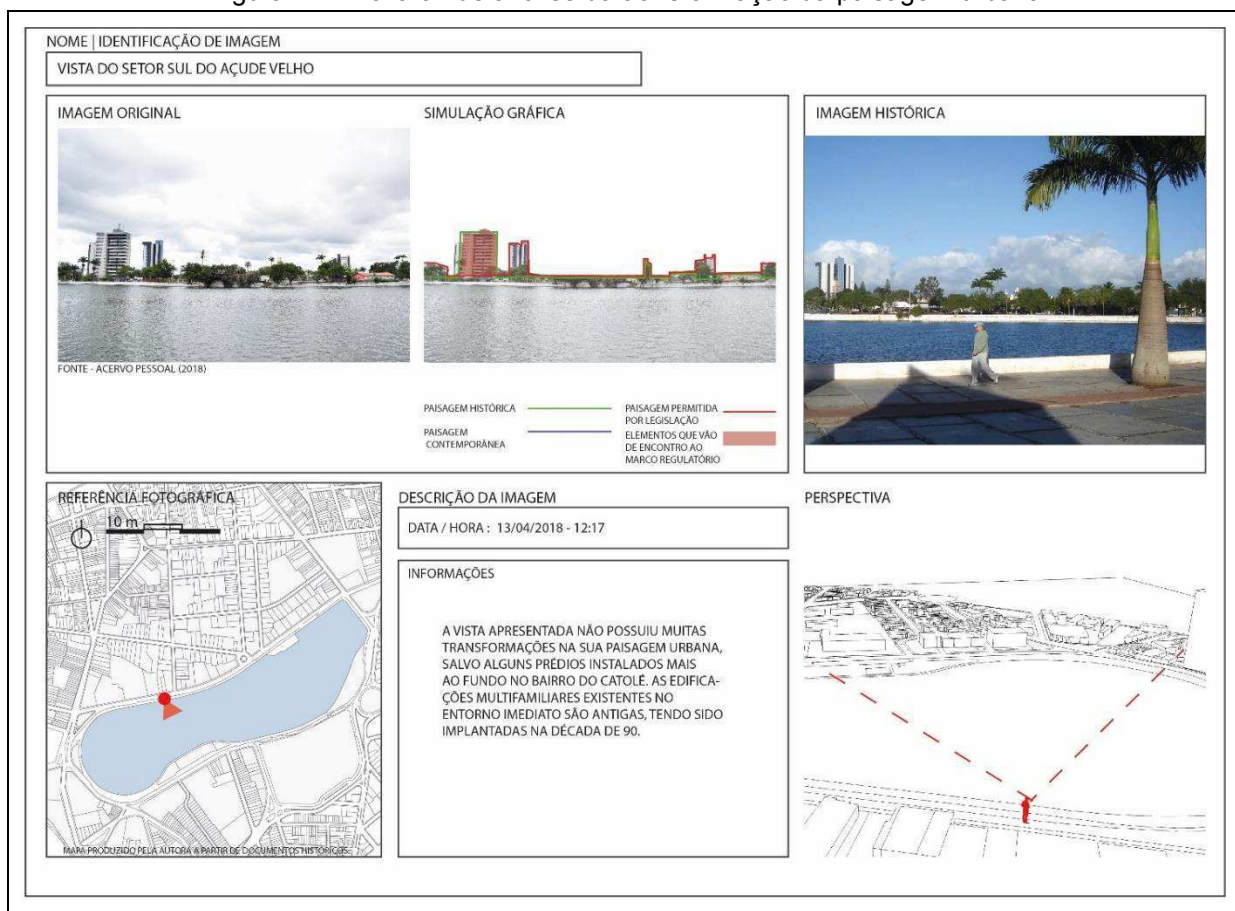 NOME | IDENTIFICAÇÃO DE IMAGEM
VISTA DO SETOR SUL DO AÇUDE VELHO
IMAGEM ORIGINAL
SIMULAÇÃO GRÁFICA
IMAGEM HISTÓRICA
FONTE - ACERVO PESSOAL (2018)
PAISAGEM HISTÓRICA
PAISAGEM
CONTEMPORÂNEA
PAISAGEM PERMITIDA
POR LEGISLAÇÃO
ELEMENTOS QUE VÃO
DE ENCONTRO AO
MARCO REGULATÓRIO
REFERÊNCIA FOTOGRÁFICA
10 m
MAPA PRODUZIDO PELA AUTORA A PARTIR DE DOCUMENTOS HISTÓRICOS.
DESCRIÇÃO DA IMAGEM
DATA / HORA : 13/04/2018 - 12:17
INFORMAÇÕES
A VISTA APRESENTADA NÃO POSSUIU MUITAS
TRANSFORMAÇÕES NA SUA PAISAGEM URBANA,
SALVO ALGUNS PRÉDIOS INSTALADOS MAIS
AO FUNDO NO BAIRRO DO CATOLÉ. AS EDIFICA-
ÇÕES MULTIFAMILIARES EXISTENTES NO
ENTORNO IMEDIATO SÃO ANTIGAS, TENDO SIDO
IMPLANTADAS NA DÉCADA DE 90.
PERSPECTIVA